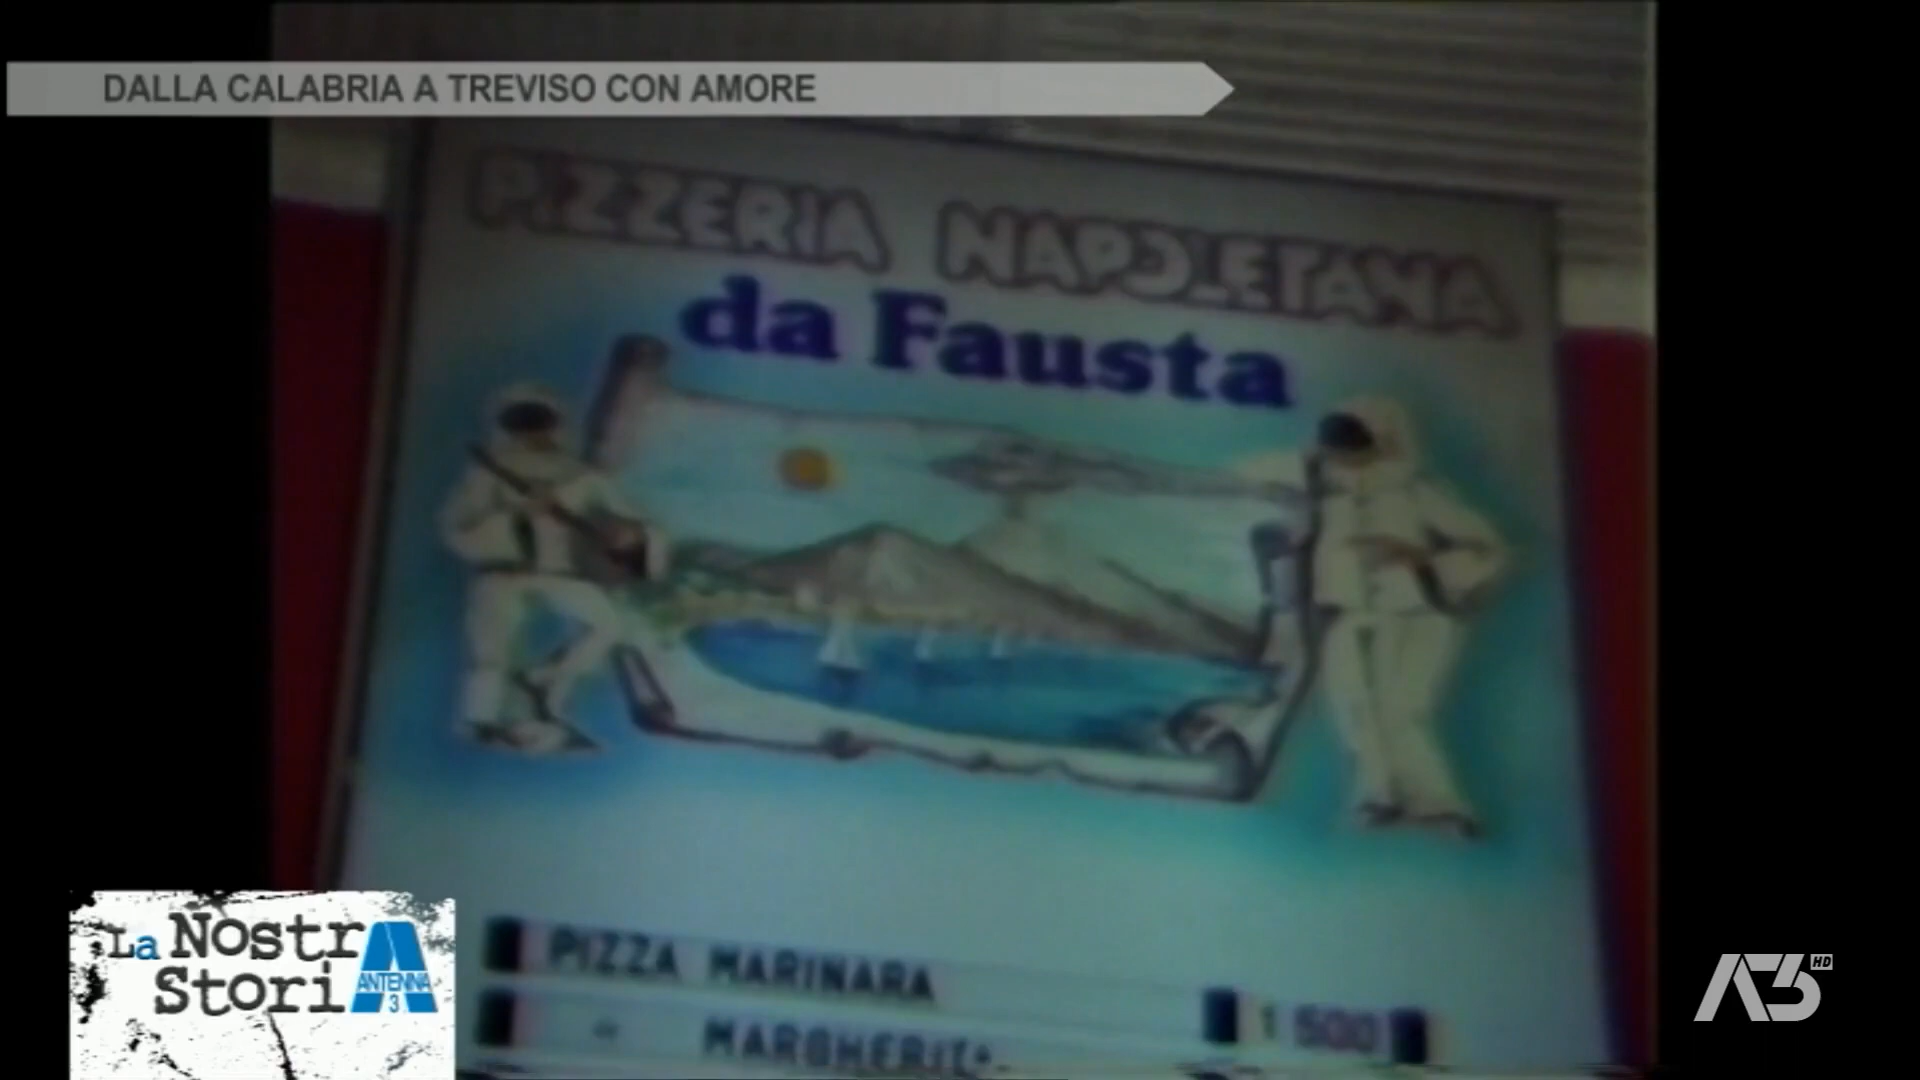 DALLA CALABRIA A TREVISO CON AMORE
PIZZERIA NAPOLETANA
da Fausta
PIZZA MARINARA 1 500
" MARGHERITA
La Nostra
Storia
ANTENNA
3
A3 HD